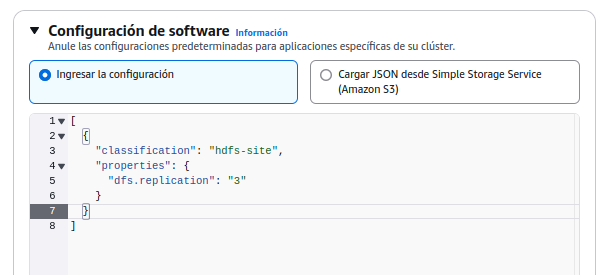 Configuración de software Información
Anule las configuraciones predeterminadas para aplicaciones específicas de su clúster.
Ingresar la configuración
Cargar JSON desde Simple Storage Service
(Amazon S3)
1 [
2 {
3 "classification": "hdfs-site",
4 "properties": {
5 "dfs.replication": "3"
6 }
7 }
8 ]